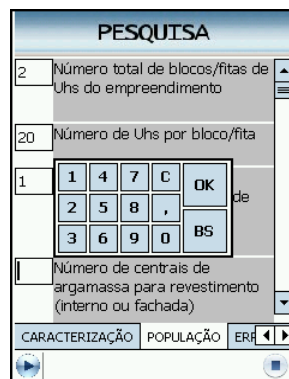 PESQUISA
2
Número total de blocos/fitas de
Uhs do empreendimento
20
Número de Uhs por bloco/fita
1
de
1 4 7 C OK
2 5 8 ,
3 6 9 0 BS
Número de centrais de
argamassa para revestimento
(interno ou fachada)
CARACTERIZAÇÃO POPULAÇÃO